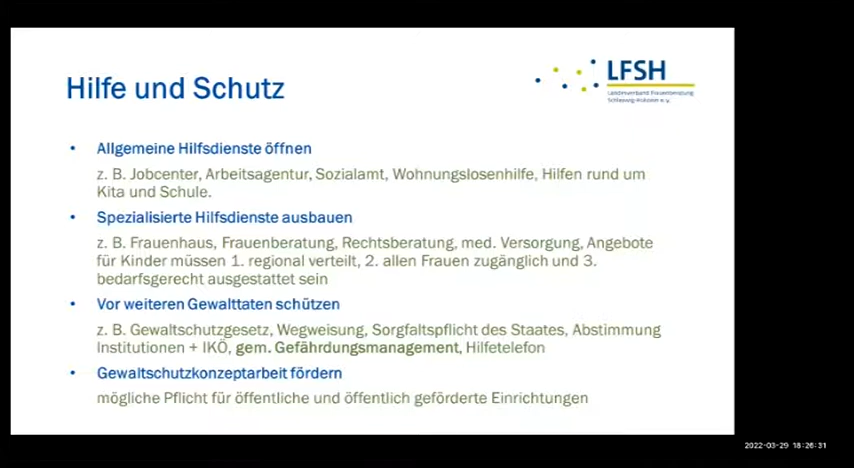 Hilfe und Schutz
LFSH
Landesverband Frauenberatung
Schleswig-Holstein e.V.
• Allgemeine Hilfsdienste öffnen
z. B. Jobcenter, Arbeitsagentur, Sozialamt, Wohnungslosenhilfe, Hilfen rund um
Kita und Schule.
• Spezialisierte Hilfsdienste ausbauen
z. B. Frauenhaus, Frauenberatung, Rechtsberatung, med. Versorgung, Angebote
für Kinder müssen 1. regional verteilt, 2. allen Frauen zugänglich und 3.
bedarfsgerecht ausgestattet sein
• Vor weiteren Gewalttaten schützen
z. B. Gewaltschutzgesetz, Wegweisung, Sorgfaltspflicht des Staates, Abstimmung
Institutionen + IKÖ, gem. Gefährdungsmanagement, Hilfetelefon
• Gewaltschutzkonzeptarbeit fördern
mögliche Pflicht für öffentliche und öffentlich geförderte Einrichtungen
2022-03-29 18:26:31